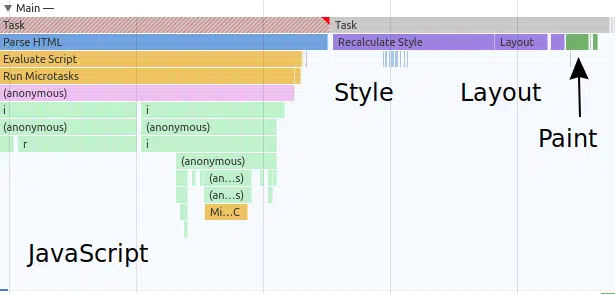 ▼ Main —
Task Task
Parse HTML Recalculate Style Layout
Evaluate Script
Run Microtasks
(anonymous)
i i
(anonymous) (anonymous)
r i
(anonymous)
(an…s)
(an…s)
Mi…C
Style Layout
Paint
JavaScript